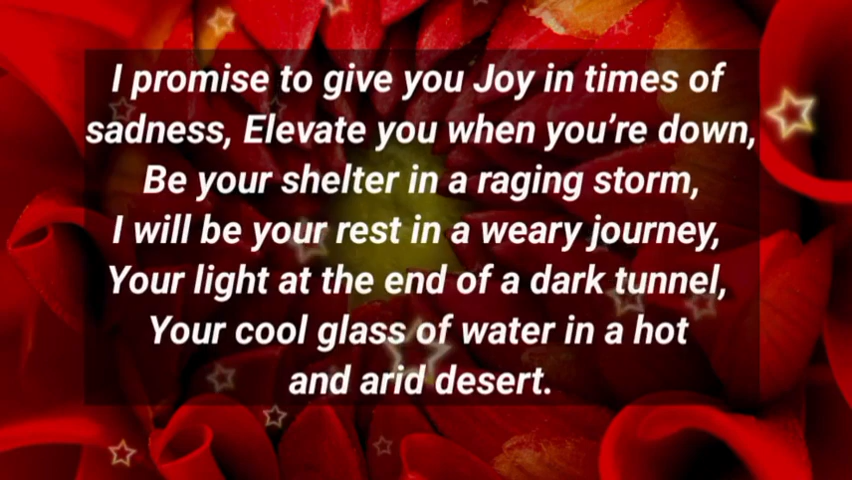 I promise to give you Joy in times of
sadness, Elevate you when you're down,
Be your shelter in a raging storm,
I will be your rest in a weary journey,
Your light at the end of a dark tunnel,
Your cool glass of water in a hot
and arid desert.